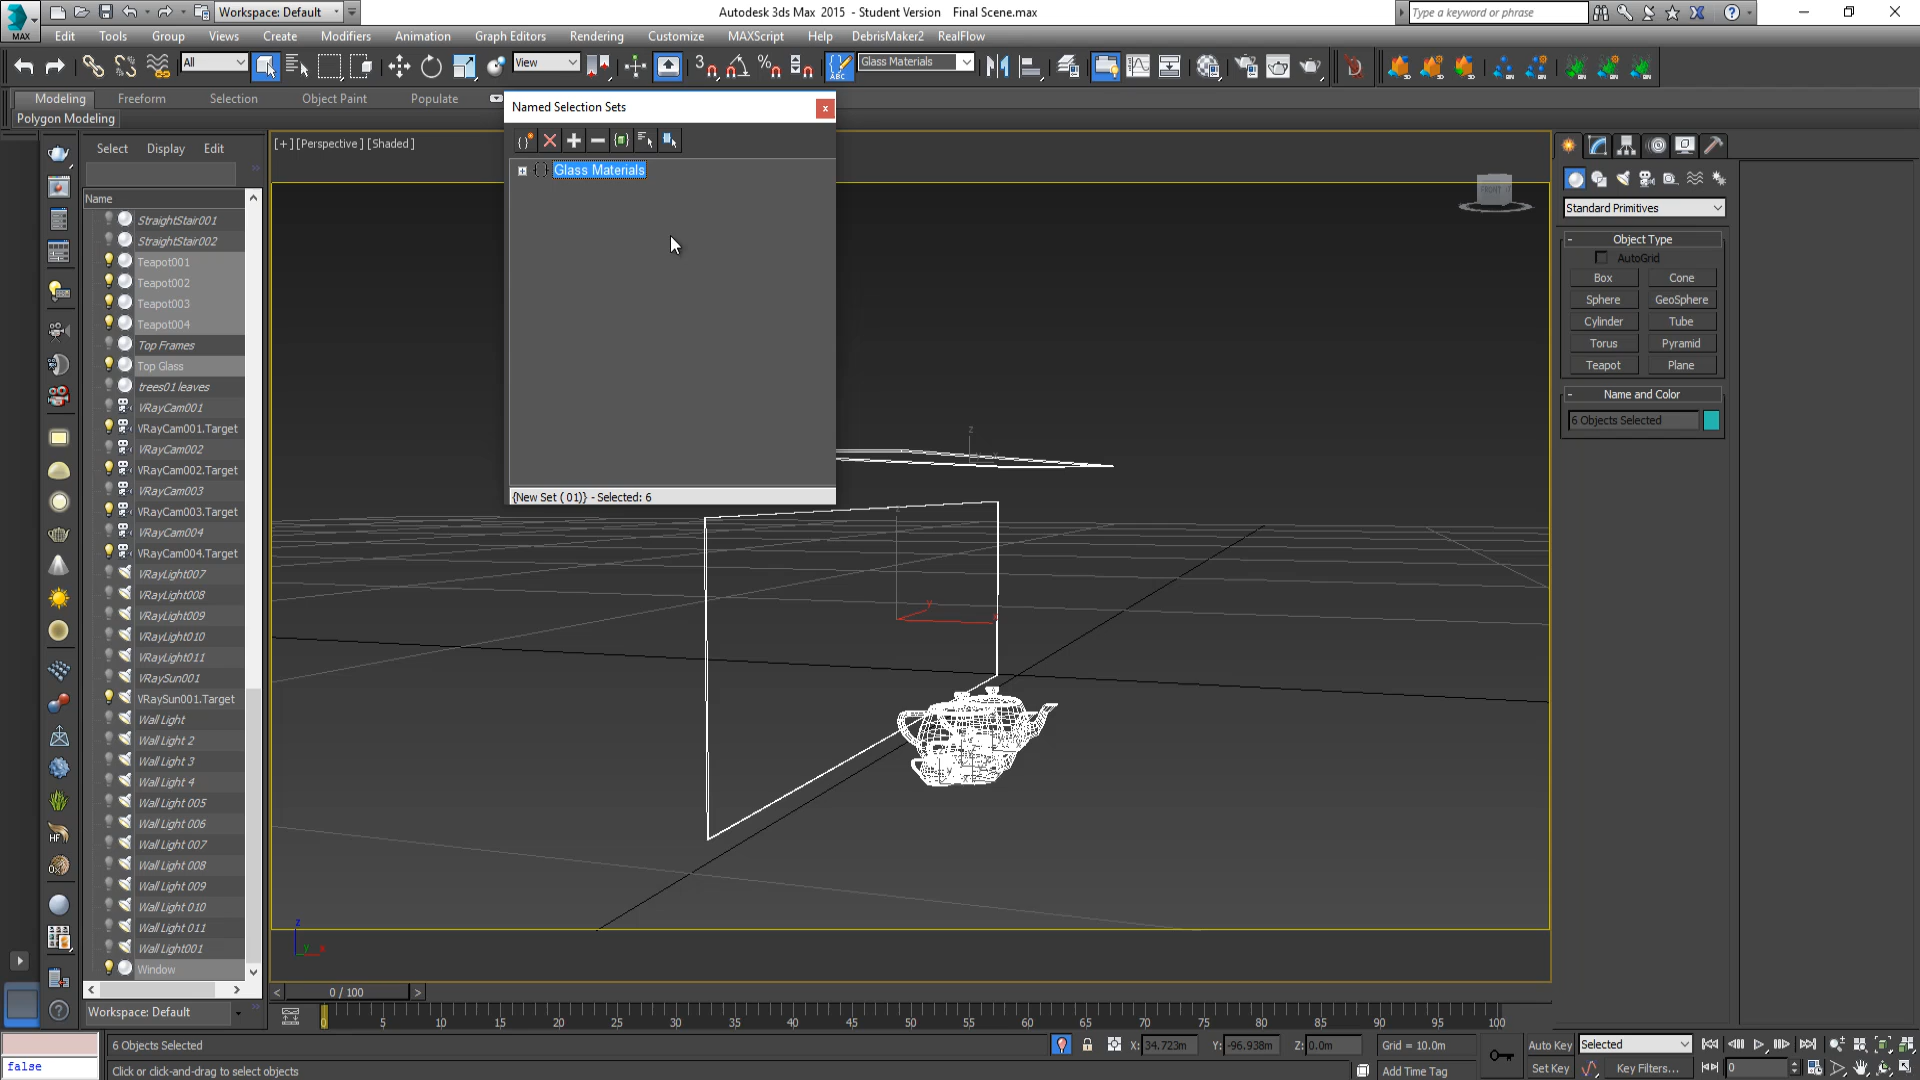 Workspace: Default
Autodesk 3ds Max 2015 - Student Version Final Scene.max
Type a keyword or phrase
MAX
Edit Tools Group Views Create Modifiers Animation Graph Editors Rendering Customize MAXScript Help DebrisMaker2 RealFlow
All View 3 % ABC Glass Materials
Modeling Freeform Selection Object Paint Populate
Polygon Modeling
Named Selection Sets
Select Display Edit
[+] [Perspective] [Shaded]
Glass Materials
FRONT
Name
StraightStair001
StraightStair002
Teapot001
Teapot002
Teapot003
Teapot004
Top Frames
Top Glass
trees01 leaves
VRayCam001
VRayCam001.Target
VRayCam002
VRayCam002.Target
VRayCam003
VRayCam003.Target
VRayCam004
VRayCam004.Target
VRayLight007
VRayLight008
VRayLight009
VRayLight010
VRayLight011
VRaySun001
VRaySun001.Target
Wall Light
Wall Light 2
Wall Light 3
Wall Light 4
Wall Light 005
Wall Light 006
Wall Light 007
Wall Light 008
Wall Light 009
Wall Light 010
Wall Light 011
Wall Light001
Window
Workspace: Default
{New Set ( 01)} - Selected: 6
z
z
y
z
y x
Standard Primitives
- Object Type
AutoGrid
Box Cone
Sphere GeoSphere
Cylinder Tube
Torus Pyramid
Teapot Plane
- Name and Color
6 Objects Selected
HF
< 0 / 100 >
0 5 10 15 20 25 30 35 40 45 50 55 60 65 70 75 80 85 90 95 100
6 Objects Selected X: 34.723m Y: -96.938m Z: 0.0m Grid = 10.0m Auto Key Selected
false
Click or click-and-drag to select objects Add Time Tag Set Key Key Filters... 0